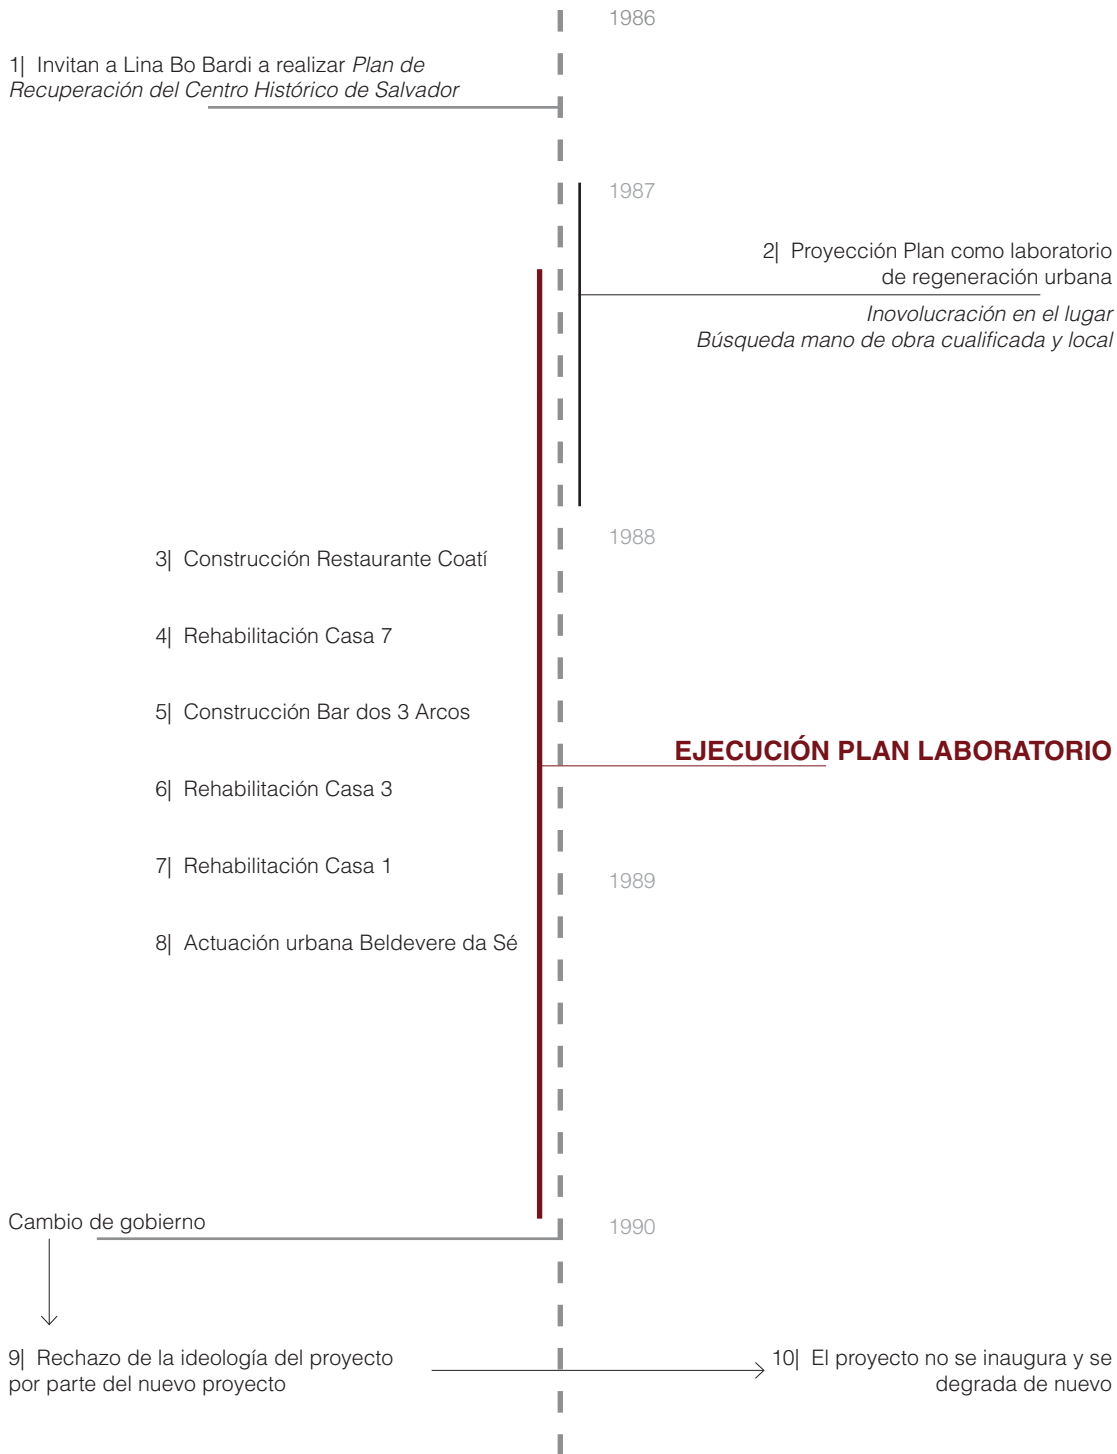 1986
1| Invitan a Lina Bo Bardi a realizar Plan de
Recuperación del Centro Histórico de Salvador
1987
2| Proyección Plan como laboratorio
de regeneración urbana
Inovolucración en el lugar
Búsqueda mano de obra cualificada y local
1988
3| Construcción Restaurante Coatí
4| Rehabilitación Casa 7
5| Construcción Bar dos 3 Arcos
EJECUCIÓN PLAN LABORATORIO
6| Rehabilitación Casa 3
7| Rehabilitación Casa 1
1989
8| Actuación urbana Beldevere da Sé
Cambio de gobierno
1990
9| Rechazo de la ideología del proyecto
por parte del nuevo proyecto
10| El proyecto no se inaugura y se
degrada de nuevo